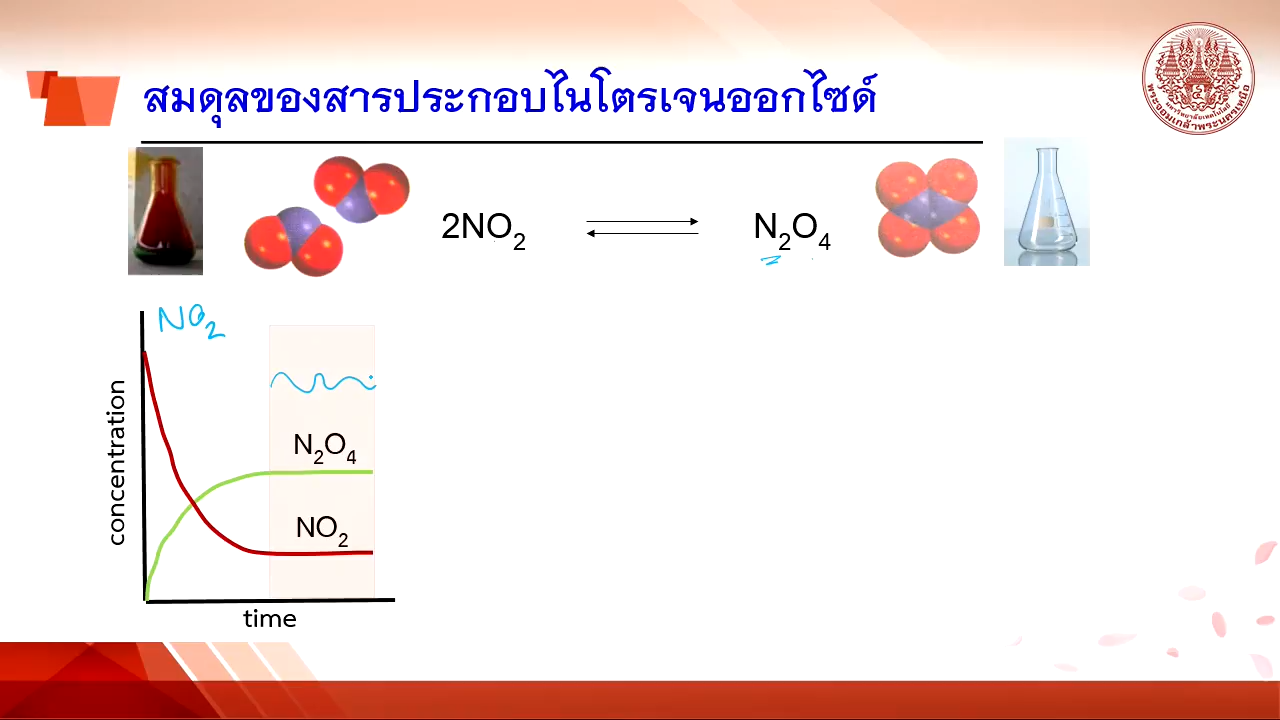 สมดุลของสารประกอบไนโตรเจนออกไซด์
2NO₂
N₂O₄
NO₂
concentration
N₂O₄
NO₂
time